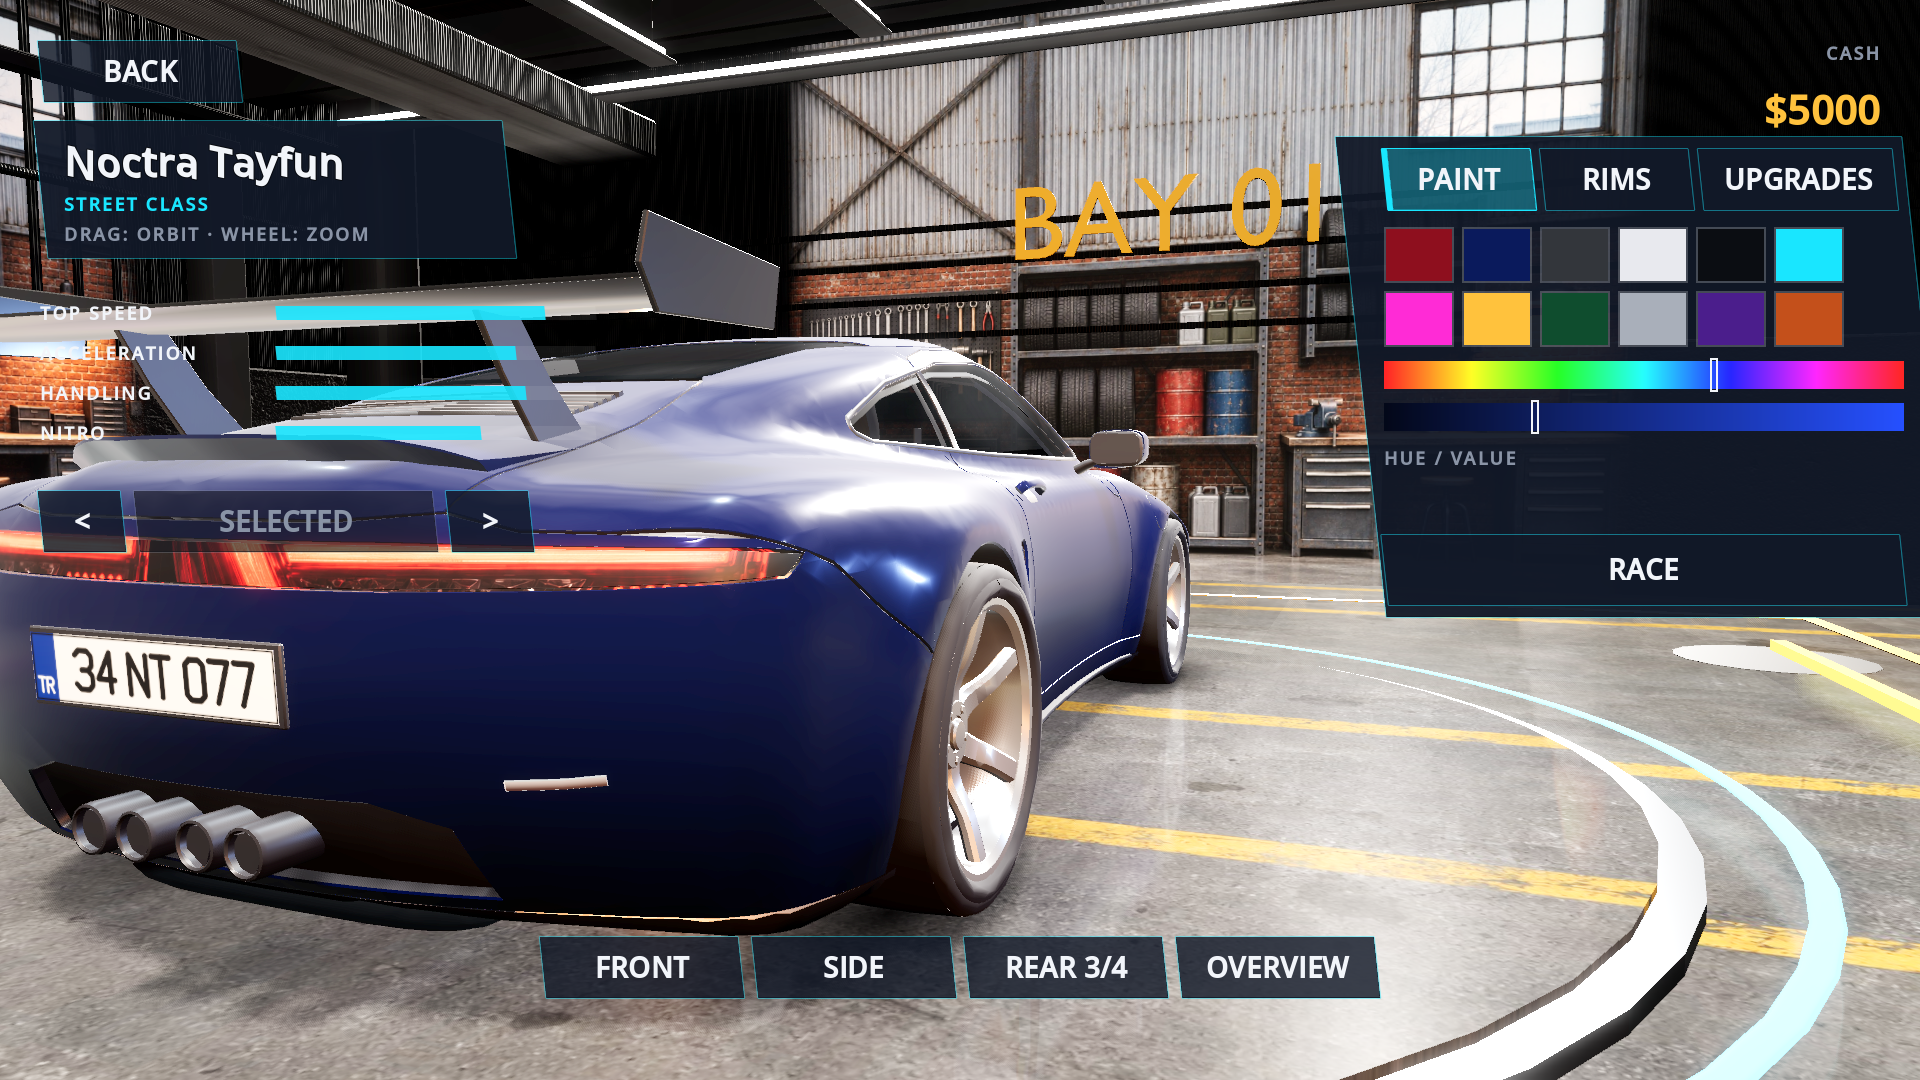 BACK
CASH
$5000
Noctra Tayfun
STREET CLASS
DRAG: ORBIT · WHEEL: ZOOM
PAINT
RIMS
UPGRADES
BAY 01
TOP SPEED
ACCELERATION
HANDLING
NITRO
HUE / VALUE
<
SELECTED
>
RACE
TR
34 NT 077
FRONT
SIDE
REAR 3/4
OVERVIEW